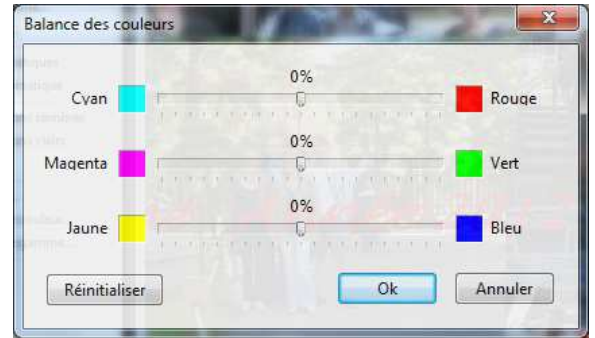 Balance des couleurs
0%
Cyan Rouge
0%
Magenta Vert
0%
Jaune Bleu
Réinitialiser Ok Annuler